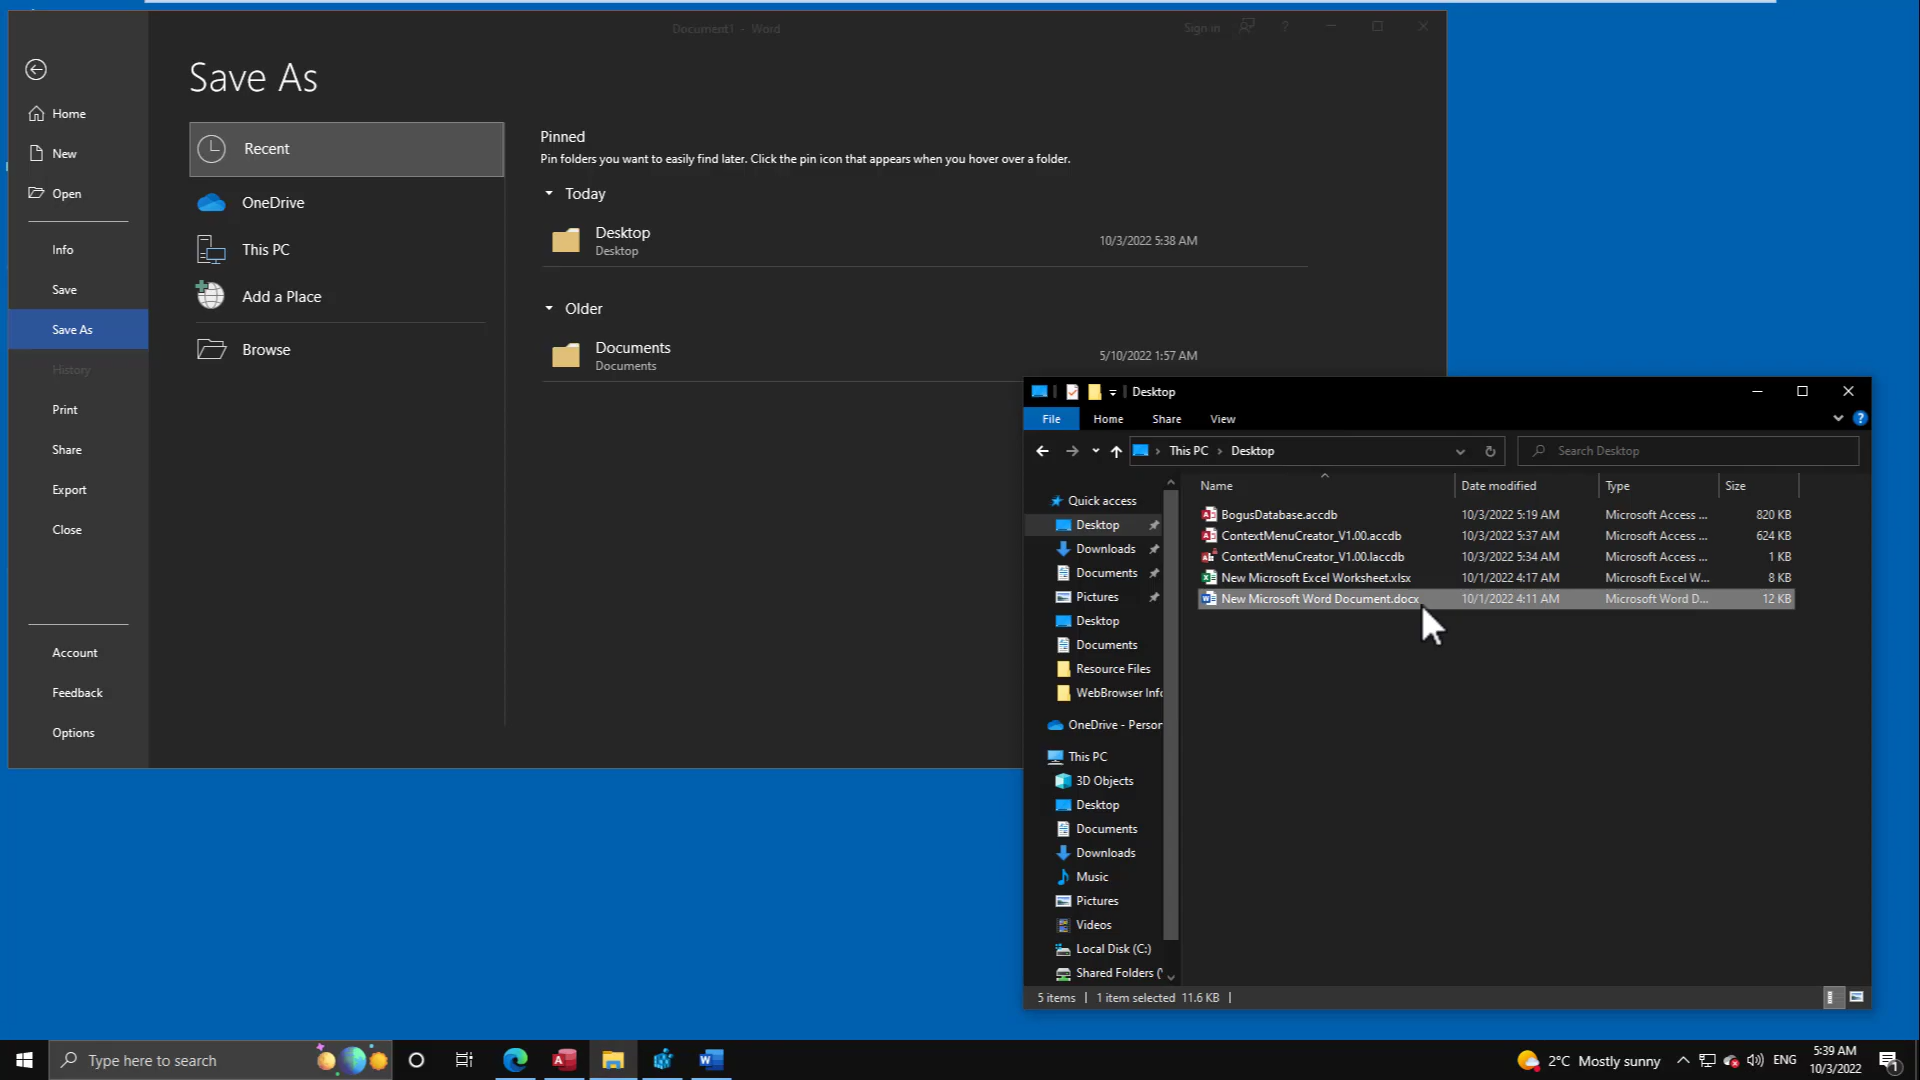 Document1 - Word
Sign in
?
Save As
Home
New
Open
Info
Save
Save As
History
Print
Share
Export
Close
Account
Feedback
Options
Recent
OneDrive
This PC
Add a Place
Browse
Pinned
Pin folders you want to easily find later. Click the pin icon that appears when you hover over a folder.
Today
Desktop 10/3/2022 5:38 AM
Desktop
Older
Documents 5/10/2022 1:57 AM
Documents
Desktop
File Home Share View ?
This PC › Desktop
Search Desktop
Quick access
Desktop
Downloads
Documents
Pictures
Desktop
Documents
Resource Files
WebBrowser Info
OneDrive - Person
This PC
3D Objects
Desktop
Documents
Downloads
Music
Pictures
Videos
Local Disk (C:)
Shared Folders (
Name Date modified Type Size
BogusDatabase.accdb 10/3/2022 5:19 AM Microsoft Access ... 820 KB
ContextMenuCreator_V1.00.accdb 10/3/2022 5:37 AM Microsoft Access ... 624 KB
ContextMenuCreator_V1.00.laccdb 10/3/2022 5:34 AM Microsoft Access ... 1 KB
New Microsoft Excel Worksheet.xlsx 10/1/2022 4:17 AM Microsoft Excel W... 8 KB
New Microsoft Word Document.docx 10/1/2022 4:11 AM Microsoft Word D... 12 KB
5 items 1 item selected 11.6 KB
Type here to search
2°C Mostly sunny
ENG
5:39 AM
10/3/2022
1